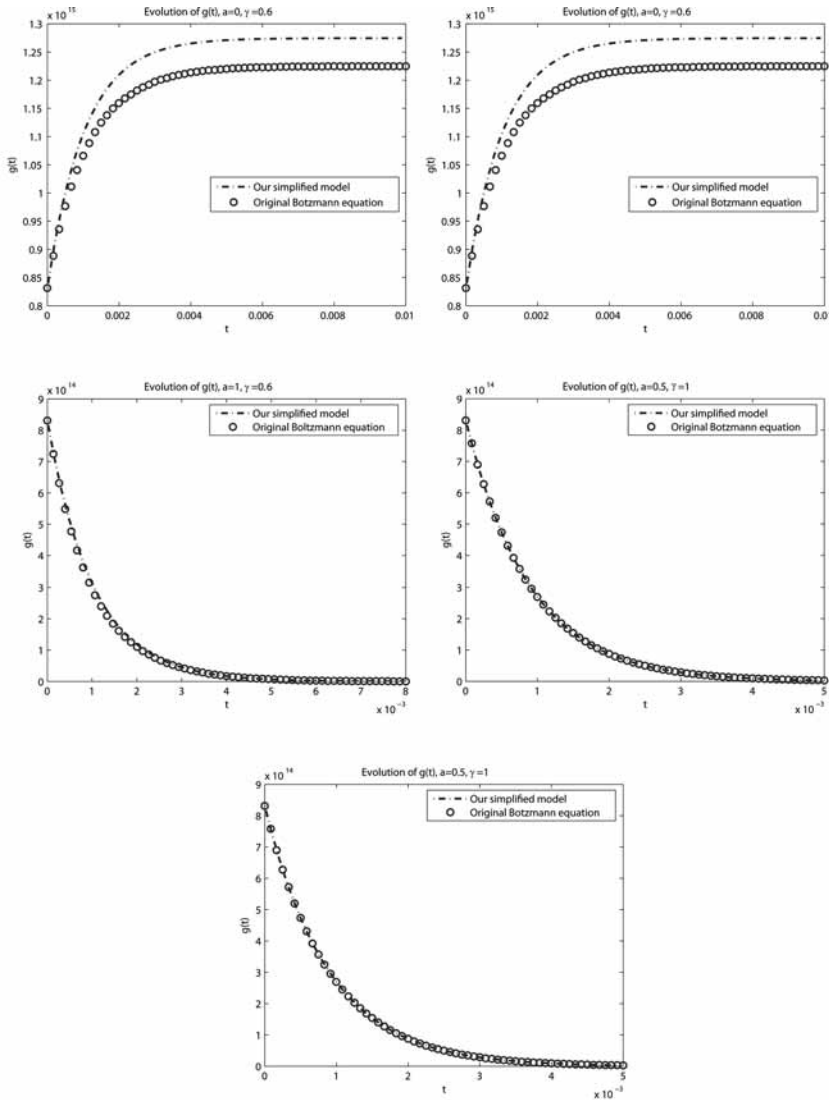 Evolution of g(t), a=0, γ=0.6
x 10 15
1.3
1.25
1.2
1.15
1.1
1.05
1
0.95
0.9
0.85
0.8
g(t)
Our simplified model
Original Botzmann equation
0 0.002 0.004 0.006 0.008 0.01
t
Evolution of g(t), a=0, γ=0.6
x 10 15
1.3
1.25
1.2
1.15
1.1
1.05
1
0.95
0.9
0.85
0.8
g(t)
Our simplified model
Original Botzmann equation
0 0.002 0.004 0.006 0.008 0.01
t
Evolution of g(t), a=1, γ=0.6
x 10 14
9
8
7
6
5
4
3
2
1
0
g(t)
Our simplified model
Original Boltzmann equation
0 1 2 3 4 5 6 7 8
t
x 10 -3
Evolution of g(t), a=0.5, γ=1
x 10 14
9
8
7
6
5
4
3
2
1
0
g(t)
Our simplified model
Original Botzmann equation
0 1 2 3 4 5
t
x 10 -3
Evolution of g(t), a=0.5, γ=1
x 10 14
9
8
7
6
5
4
3
2
1
0
g(t)
Our simplified model
Original Botzmann equation
0 1 2 3 4 5
t
x 10 -3